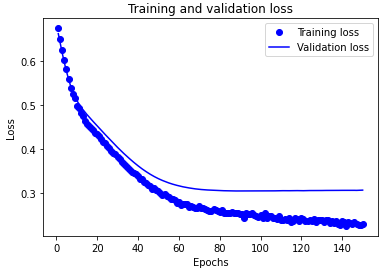 Training and validation loss
Training loss
Validation loss
0.6
0.5
0.4
0.3
Loss
0 20 40 60 80 100 120 140
Epochs